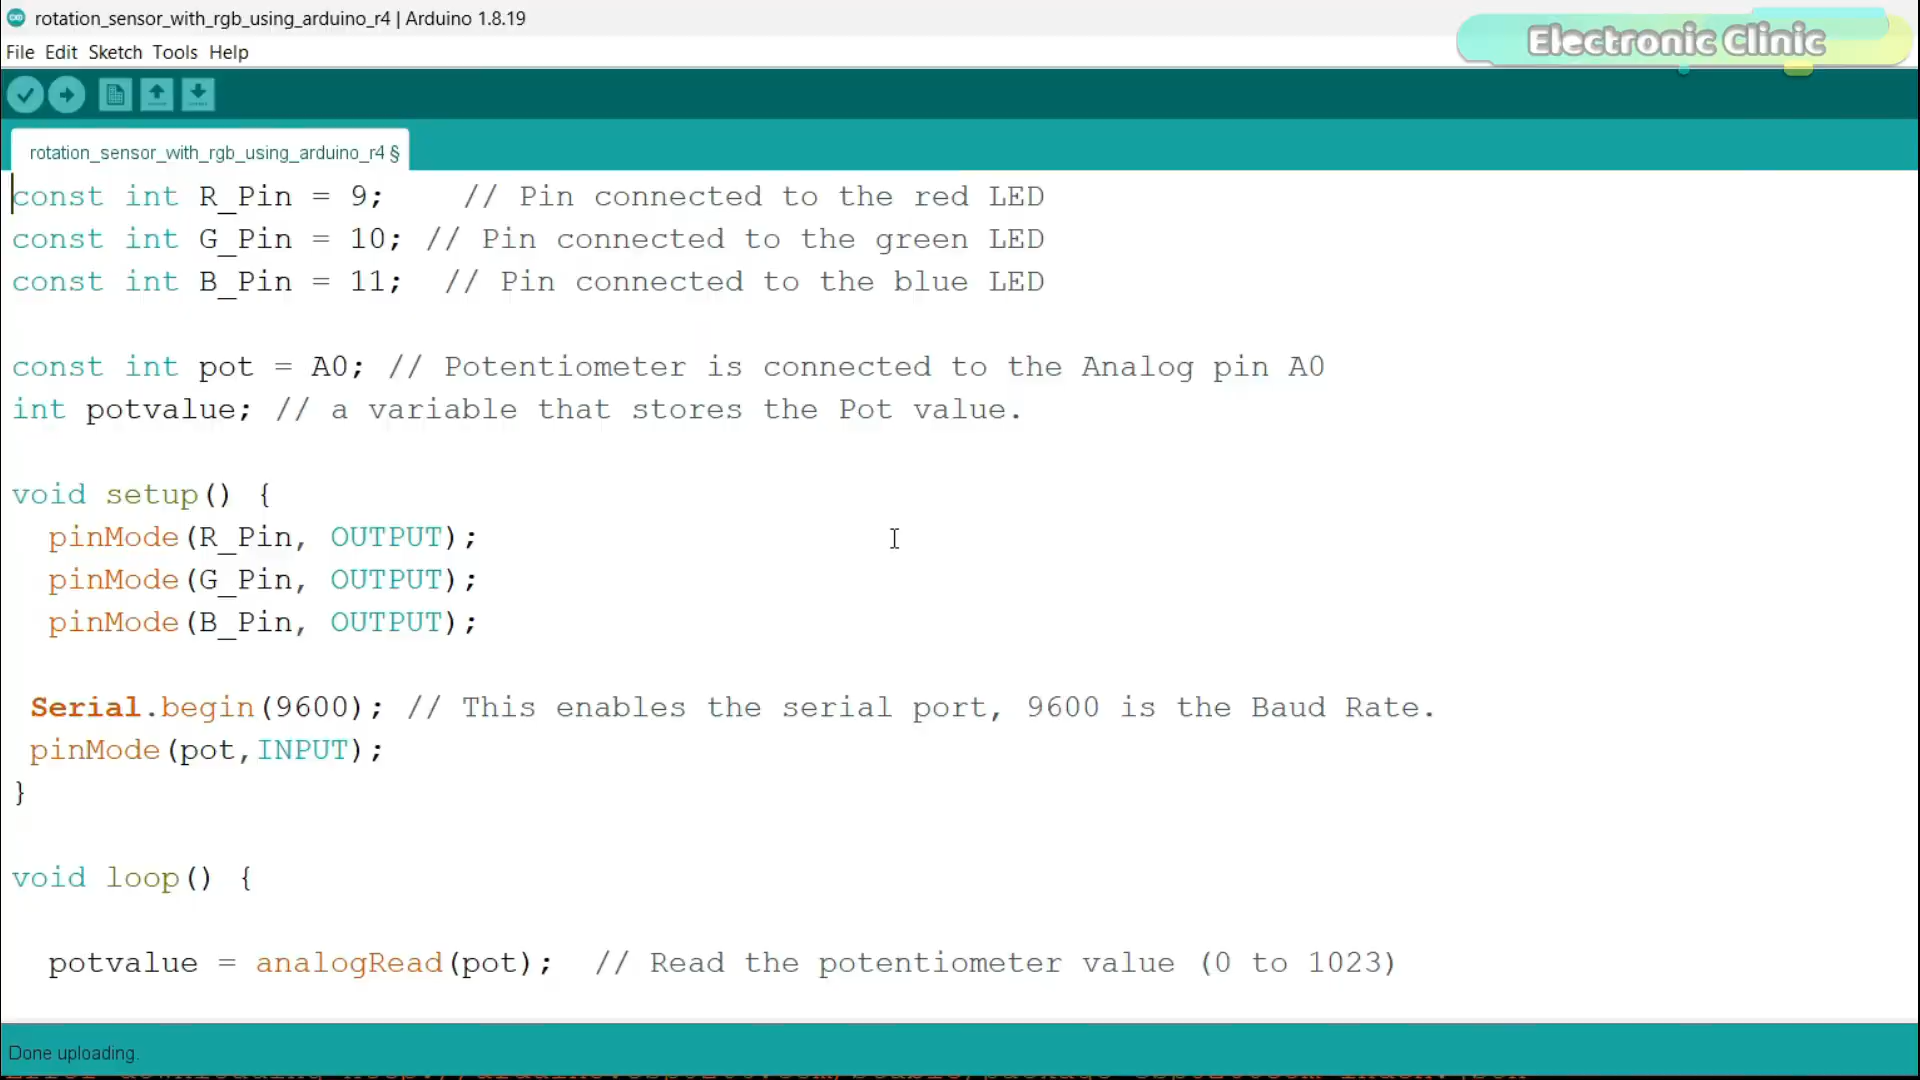 rotation_sensor_with_rgb_using_arduino_r4 | Arduino 1.8.19
Electronic Clinic
File Edit Sketch Tools Help
rotation_sensor_with_rgb_using_arduino_r4 §
const int R_Pin = 9;    // Pin connected to the red LED
const int G_Pin = 10; // Pin connected to the green LED
const int B_Pin = 11;  // Pin connected to the blue LED
const int pot = A0; // Potentiometer is connected to the Analog pin A0
int potvalue; // a variable that stores the Pot value.
void setup() {
  pinMode(R_Pin, OUTPUT);
  pinMode(G_Pin, OUTPUT);
  pinMode(B_Pin, OUTPUT);
 Serial.begin(9600); // This enables the serial port, 9600 is the Baud Rate.
 pinMode(pot,INPUT);
}
void loop() {
  potvalue = analogRead(pot);  // Read the potentiometer value (0 to 1023)
Done uploading.